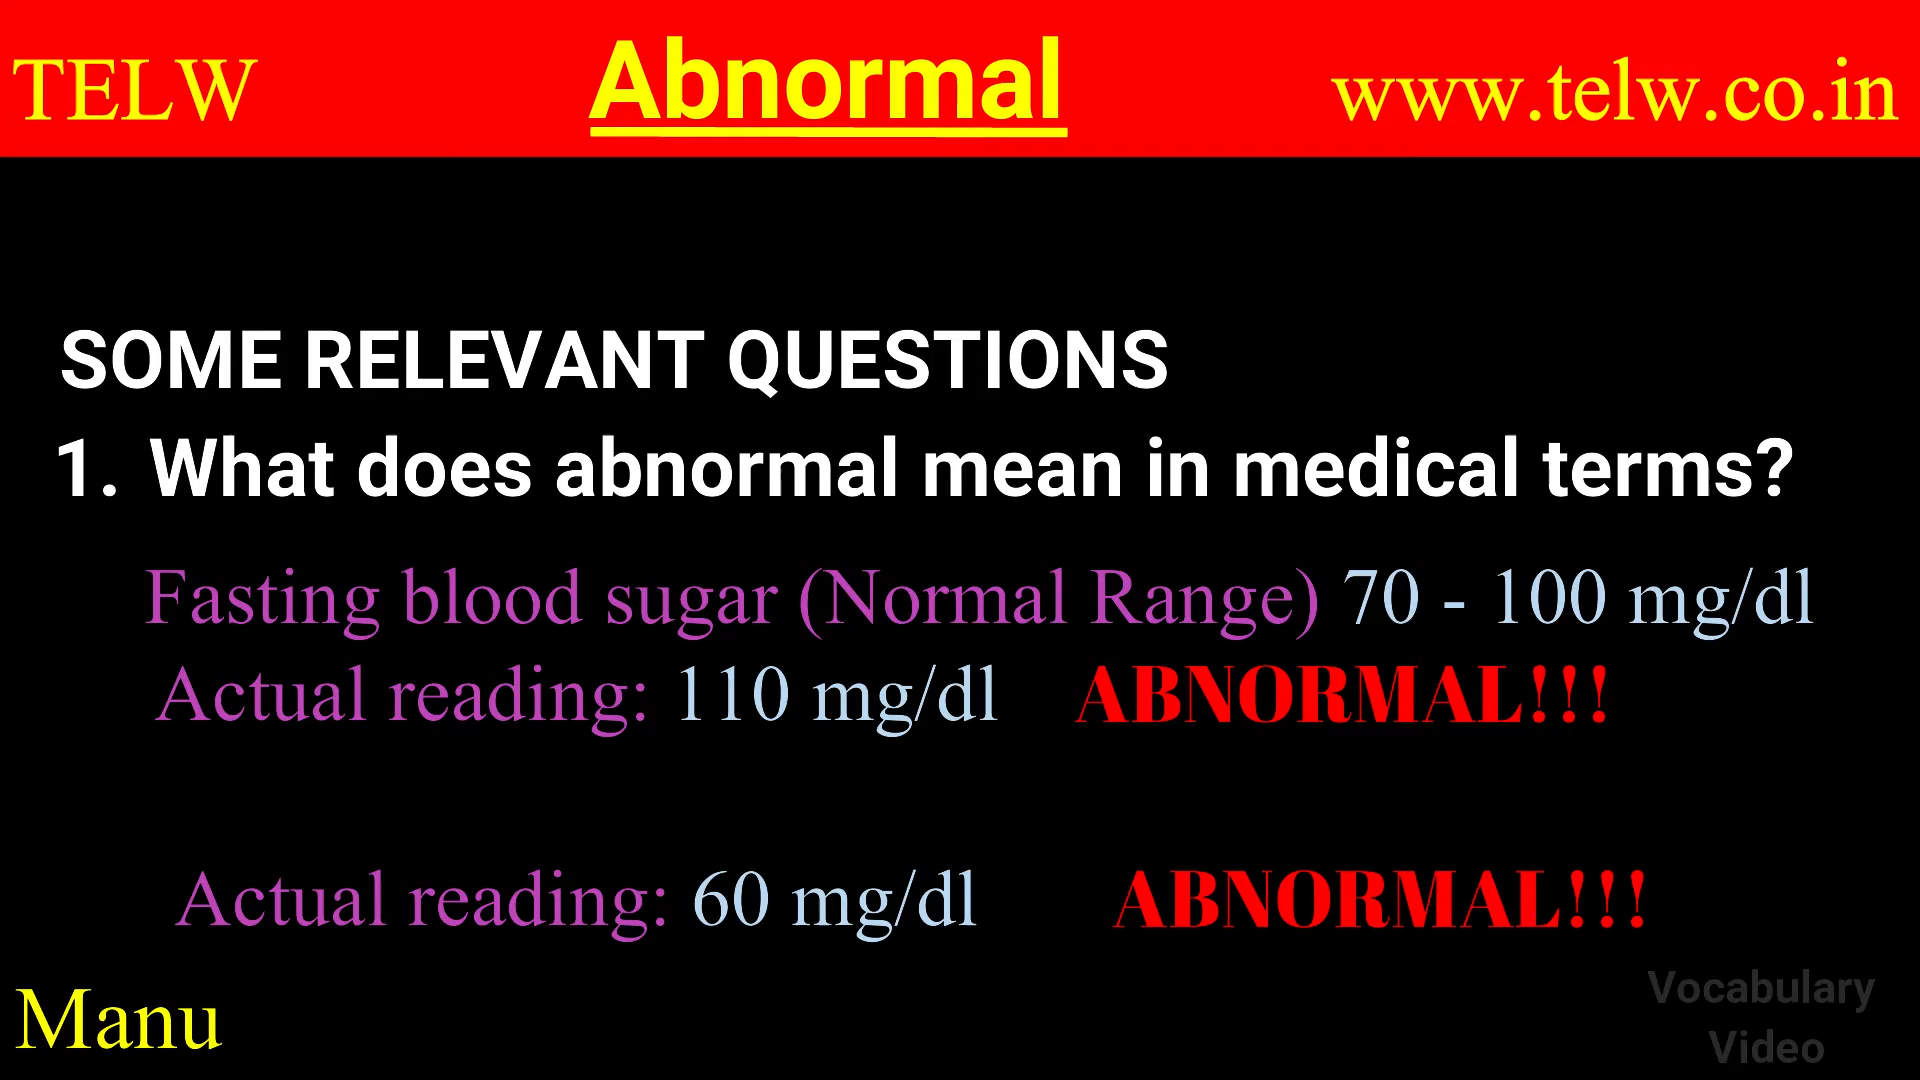 TELW
Abnormal
www.telw.co.in
SOME RELEVANT QUESTIONS
1. What does abnormal mean in medical terms?
Fasting blood sugar (Normal Range) 70 - 100 mg/dl
Actual reading: 110 mg/dl ABNORMAL!!!
Actual reading: 60 mg/dl ABNORMAL!!!
Manu
Vocabulary
Video